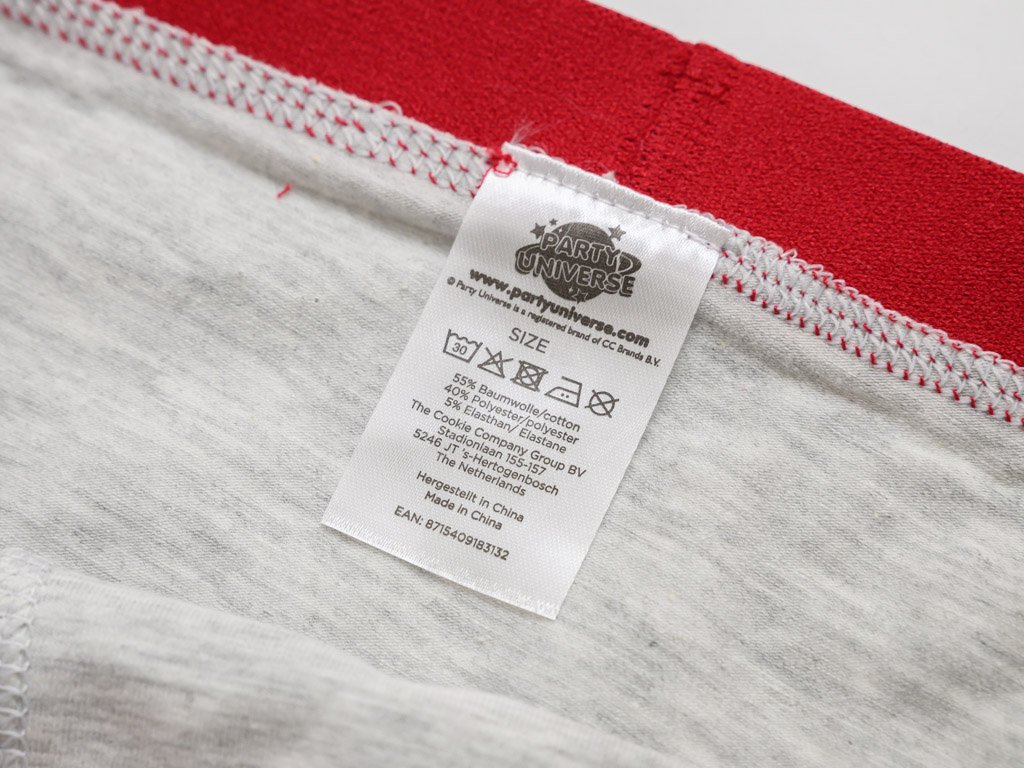 PARTY
UNIVERSE
www.partyuniverse.com
© Party Universe is a registered brand of CC Brands B.V.
SIZE
30
55% Baumwolle/cotton
40% Polyester/polyester
5% Elasthan/ Elastane
The Cookie Company Group BV
Stadionlaan 155-157
5246 JT 's-Hertogenbosch
The Netherlands
Hergestellt in China
Made in China
EAN: 8715409183132